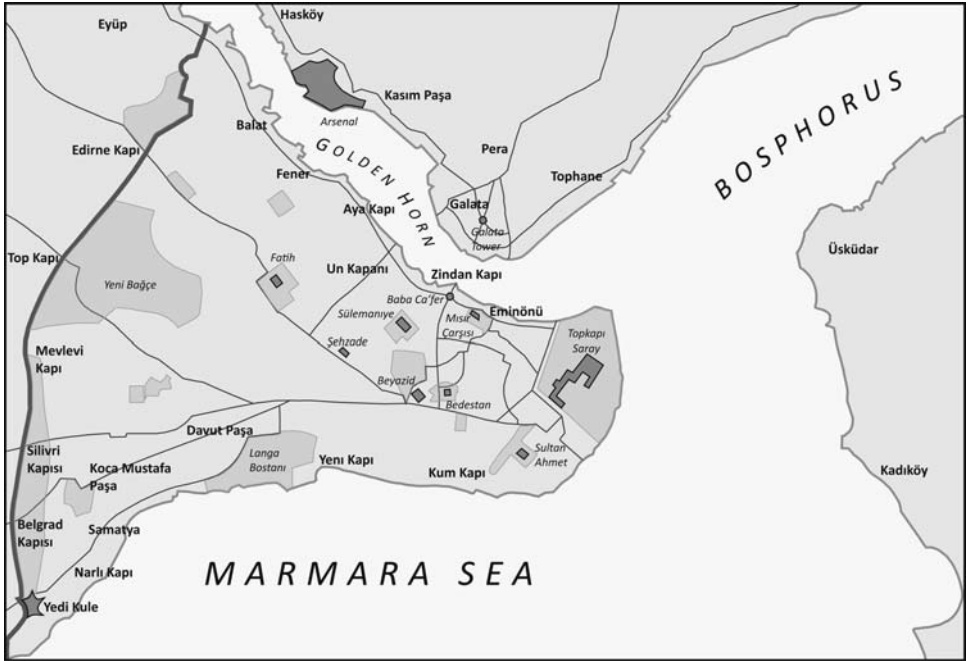 Eyüp
Hasköy
Kasım Paşa
Arsenal
Balat
Edirne Kapı
GOLDEN HORN
Pera
BOSPHORUS
Fener
Tophane
Aya Kapı
Galata
Galata
Tower
Üsküdar
Top Kapı
Fatih
Un Kapanı
Zindan Kapı
Yeni Bağçe
Baba Ca'fer
Sülemanıye
Eminönü
Mısır
Çarşısı
Topkapı
Saray
Şehzade
Mevlevi
Kapı
Beyazid
Bedestan
Davut Paşa
Silivri
Kapısı
Koca Mustafa
Paşa
Langa
Bostanı
Yenı Kapı
Kum Kapı
Sultan
Ahmet
Kadıköy
Belgrad
Kapısı
Samatya
Narlı Kapı
MARMARA SEA
Yedi Kule